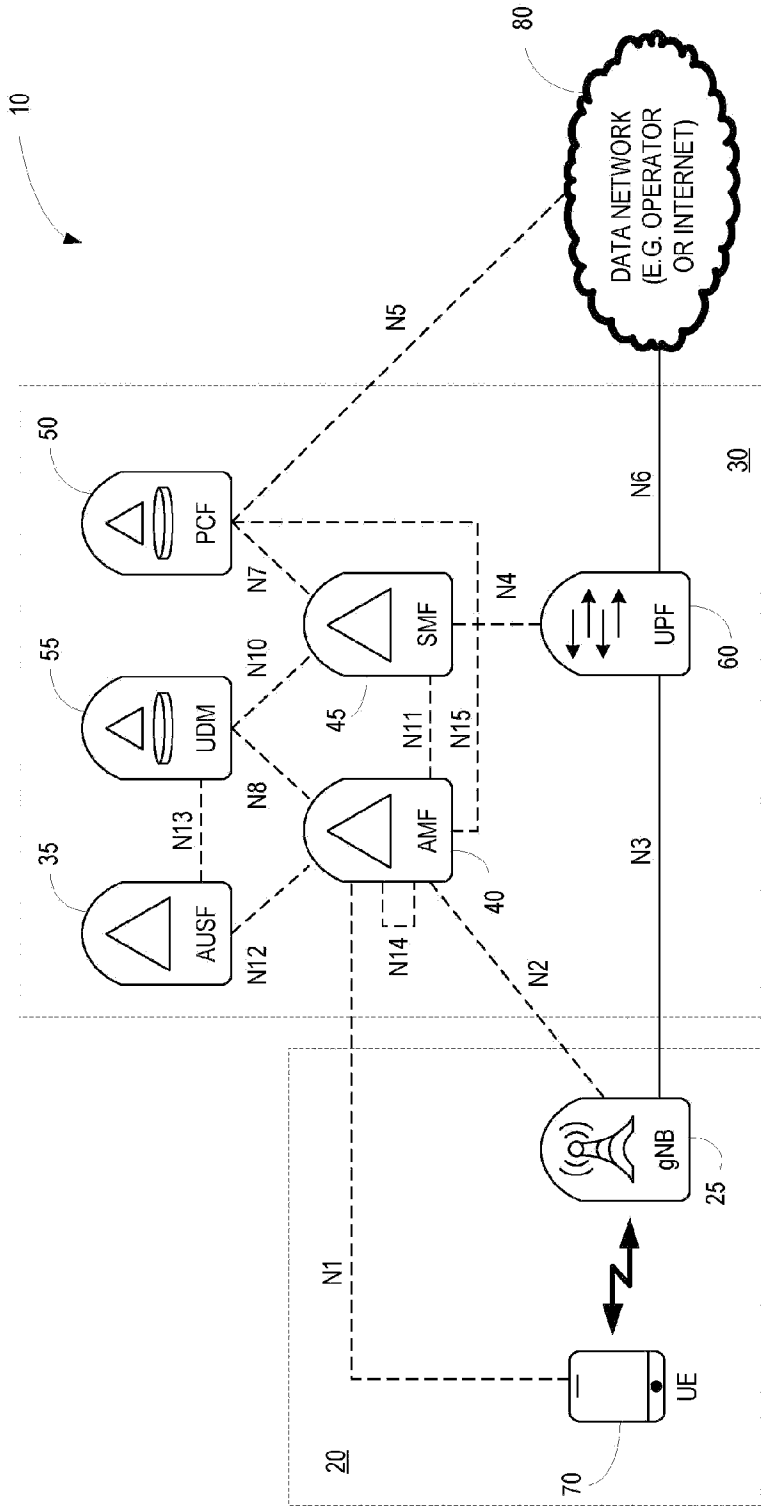 10
35
55
50
80
AUSF
N13
UDM
PCF
N5
N12
N8
N10
N7
20
N1
45
AMF
N11
SMF
N14
N15
40
N4
N2
DATA NETWORK
(E.G. OPERATOR
OR INTERNET)
gNB
N3
UPF
N6
UE
70
25
60
30